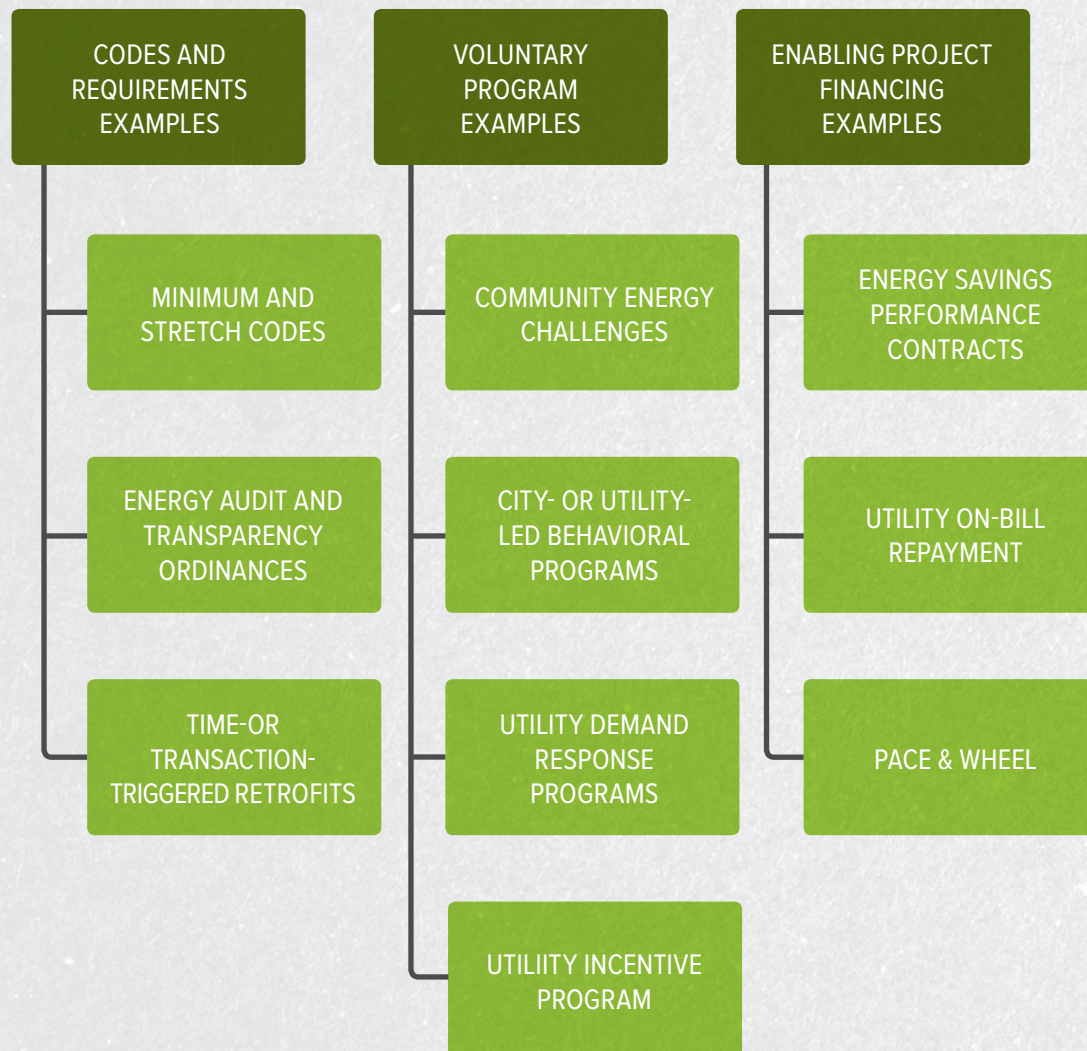 CODES AND
REQUIREMENTS
EXAMPLES
MINIMUM AND
STRETCH CODES
ENERGY AUDIT AND
TRANSPARENCY
ORDINANCES
TIME-OR
TRANSACTION-
TRIGGERED RETROFITS
VOLUNTARY
PROGRAM
EXAMPLES
COMMUNITY ENERGY
CHALLENGES
CITY- OR UTILITY-
LED BEHAVIORAL
PROGRAMS
UTILITY DEMAND
RESPONSE
PROGRAMS
UTILIITY INCENTIVE
PROGRAM
ENABLING PROJECT
FINANCING
EXAMPLES
ENERGY SAVINGS
PERFORMANCE
CONTRACTS
UTILITY ON-BILL
REPAYMENT
PACE & WHEEL